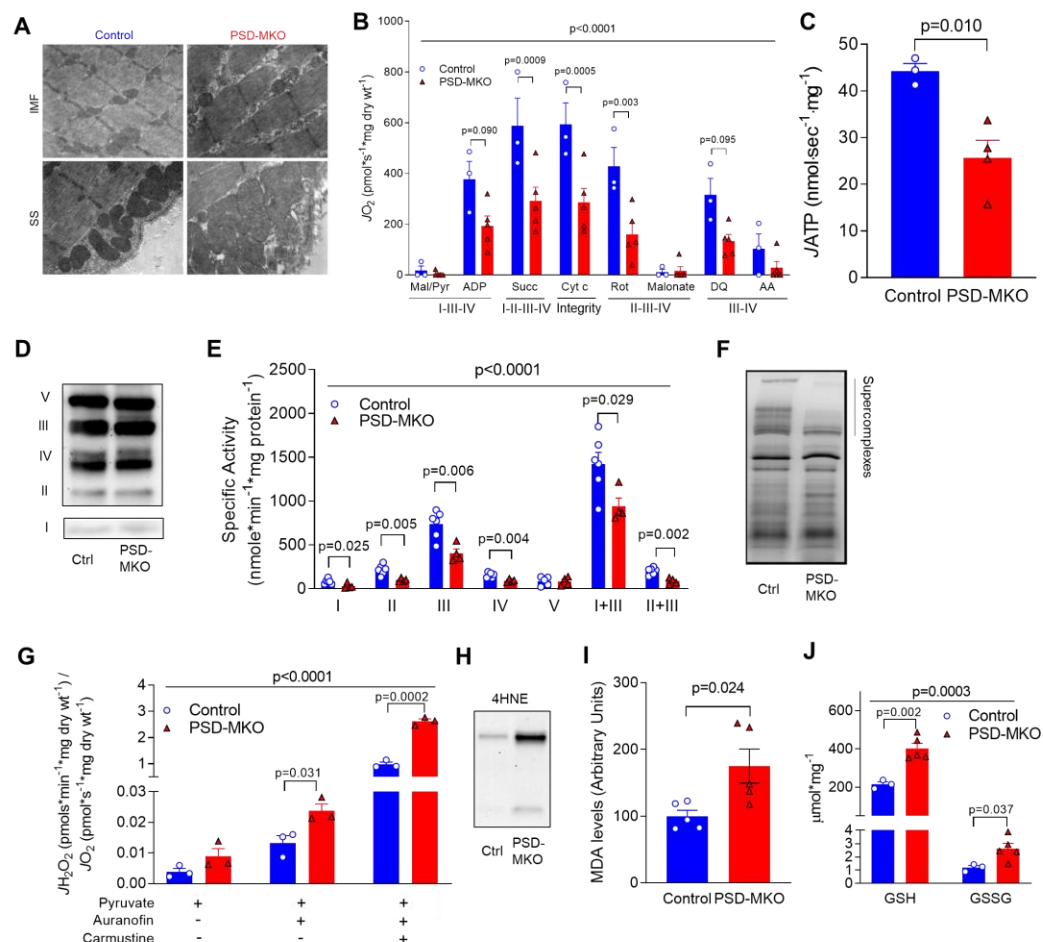 A
Control
PSD-MKO
IMF
SS
B
1000
800
600
400
200
0
JO2 (pmol*s-1*mg dry wt-1)
p<0.0001
Control
PSD-MKO
p=0.090
p=0.0009
p=0.0005
p=0.003
p=0.095
Mal/Pyr ADP Succ Cyt c Rot Malonate DQ AA
I-III-IV I-II-III-IV Integrity II-III-IV III-IV
C
p=0.010
50
40
30
20
10
0
JATP (nmol·sec-1·mg-1)
Control PSD-MKO
D
V
III
IV
II
I
Ctrl PSD-MKO
E
p<0.0001
2500
2000
1500
1000
500
0
Specific Activity
(nmole*min-1*mg protein-1)
Control
PSD-MKO
p=0.025
p=0.005
p=0.006
p=0.004
p=0.029
p=0.002
I II III IV V I+III II+III
F
Supercomplexes
Ctrl PSD-MKO
G
p<0.0001
4
3
2
1
0.03
0.02
0.01
0.00
JH2O2 (pmols*min-1*mg dry wt-1) /
JO2 (pmol*s-1*mg dry wt-1)
Control
PSD-MKO
p=0.031
p=0.0002
Pyruvate + + +
Auranofin - + +
Carmustine - - +
H
4HNE
Ctrl PSD-MKO
I
p=0.024
300
200
100
0
MDA levels (Arbitrary Units)
Control PSD-MKO
J
p=0.0003
600
400
200
4
3
2
1
0
μmol*mg-1
Control
PSD-MKO
p=0.002
p=0.037
GSH GSSG